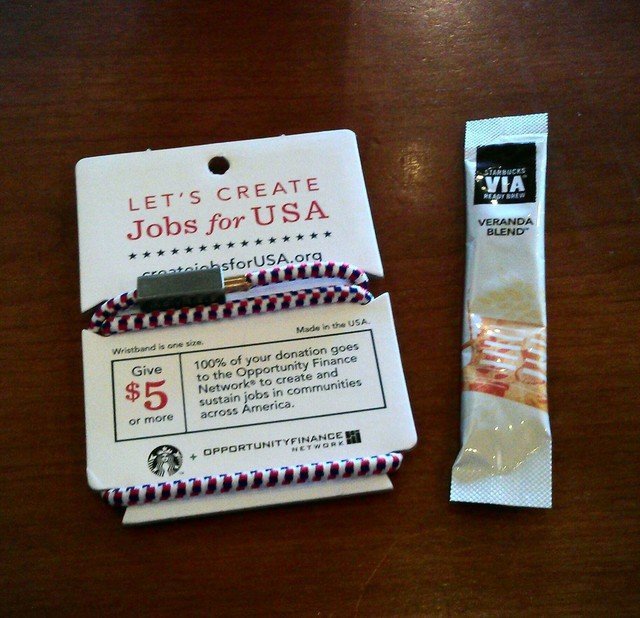 LET'S CREATE
Jobs for USA
createjobsforUSA.org
Wristband is one size.
Made in the USA.
Give
$5
or more
100% of your donation goes
to the Opportunity Finance
Network® to create and
sustain jobs in communities
across America.
+ OPPORTUNITYFINANCE
NETWORK
STARBUCKS
VIA
READY BREW
VERANDA
BLEND™